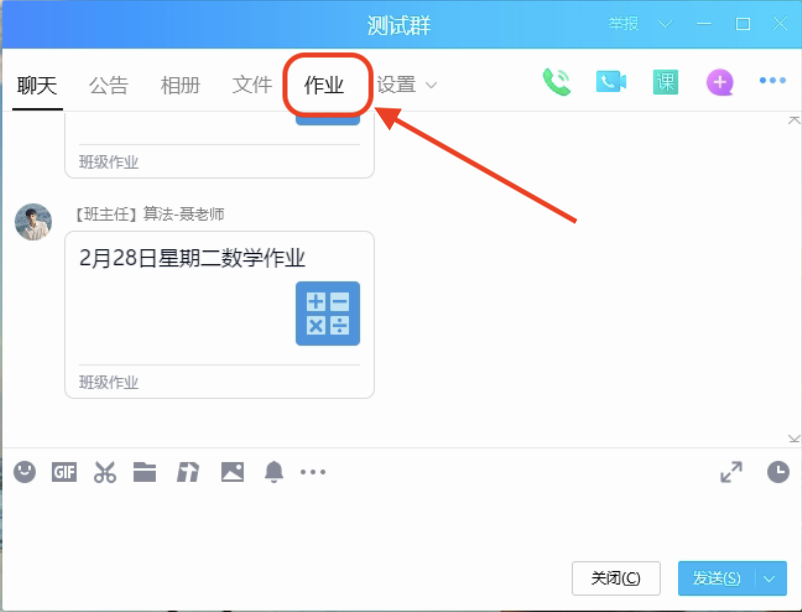 测试群
举报
聊天 公告 相册 文件 作业 设置
课
班级作业
【班主任】算法-聂老师
2月28日星期二数学作业
班级作业
GIF
关闭(C) 发送(S)